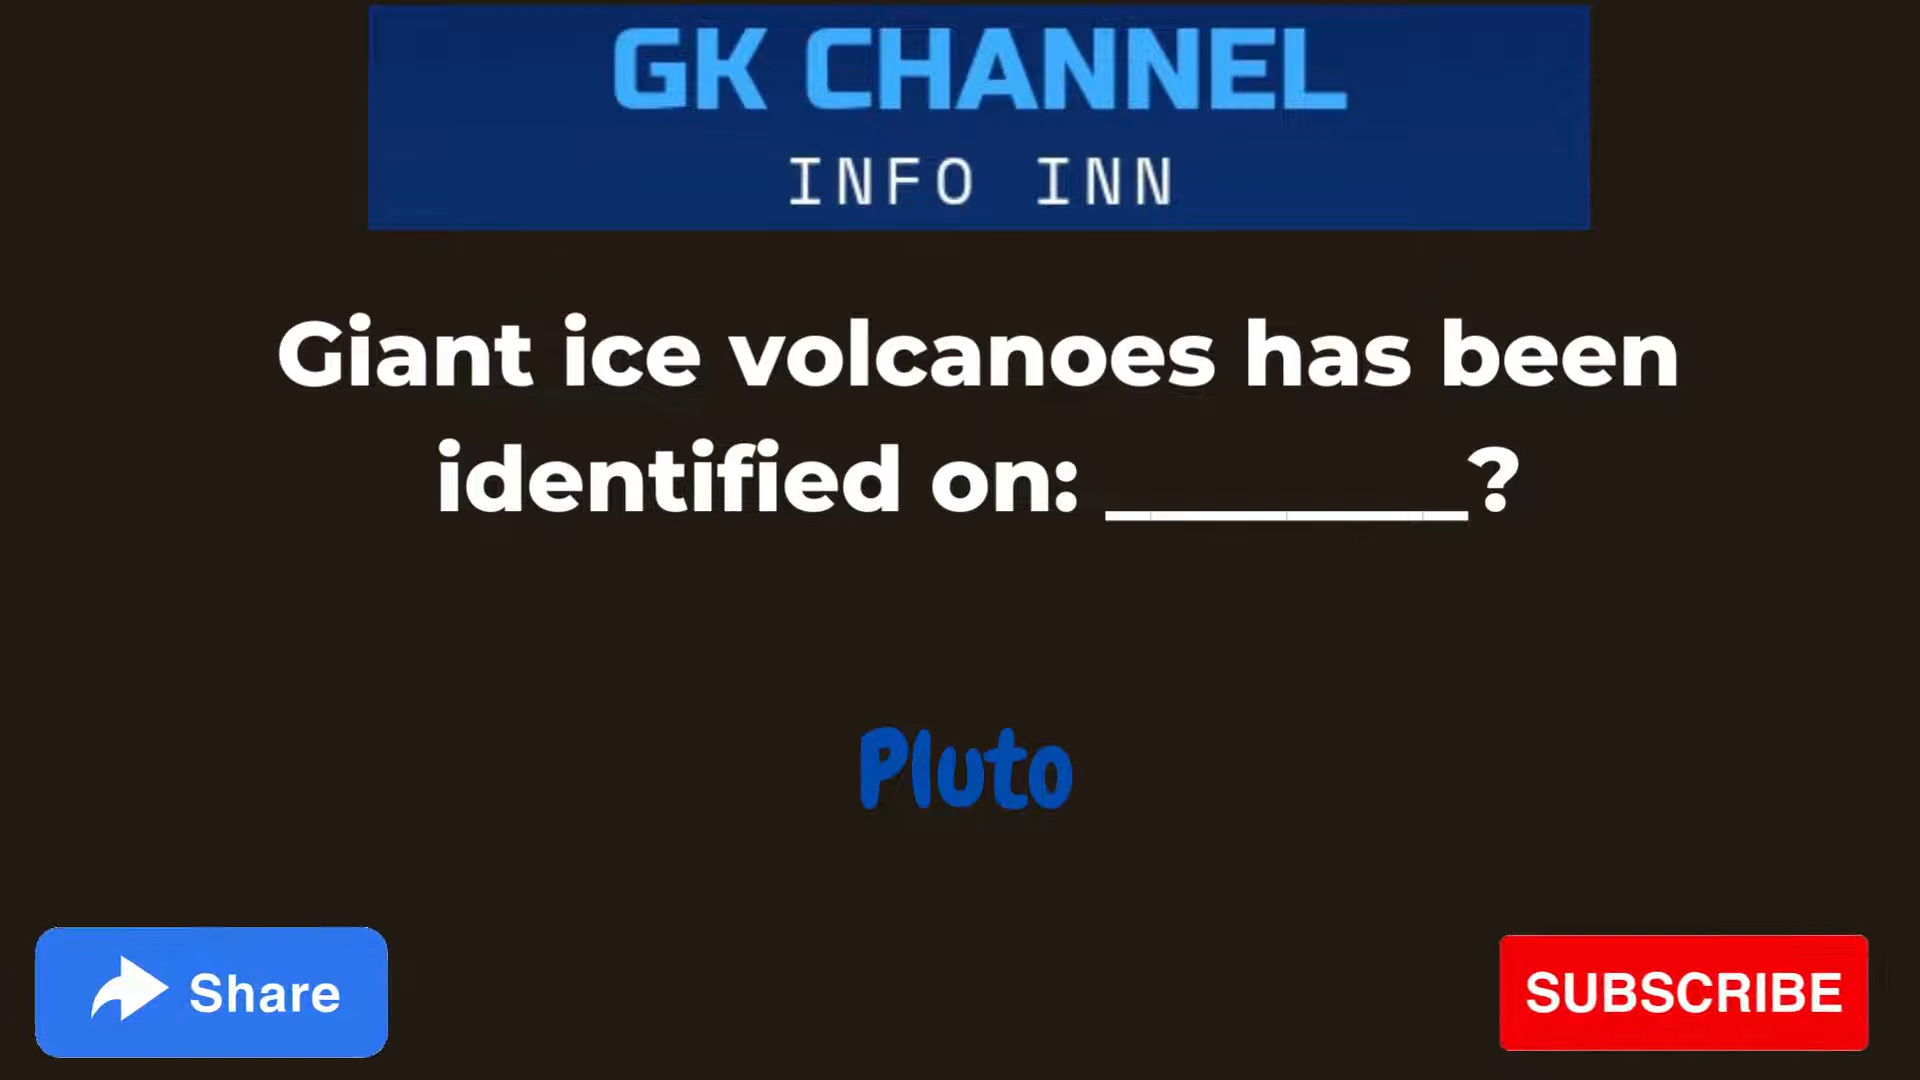 GK CHANNEL
INFO INN
Giant ice volcanoes has been
identified on: ________?
Pluto
Share
SUBSCRIBE